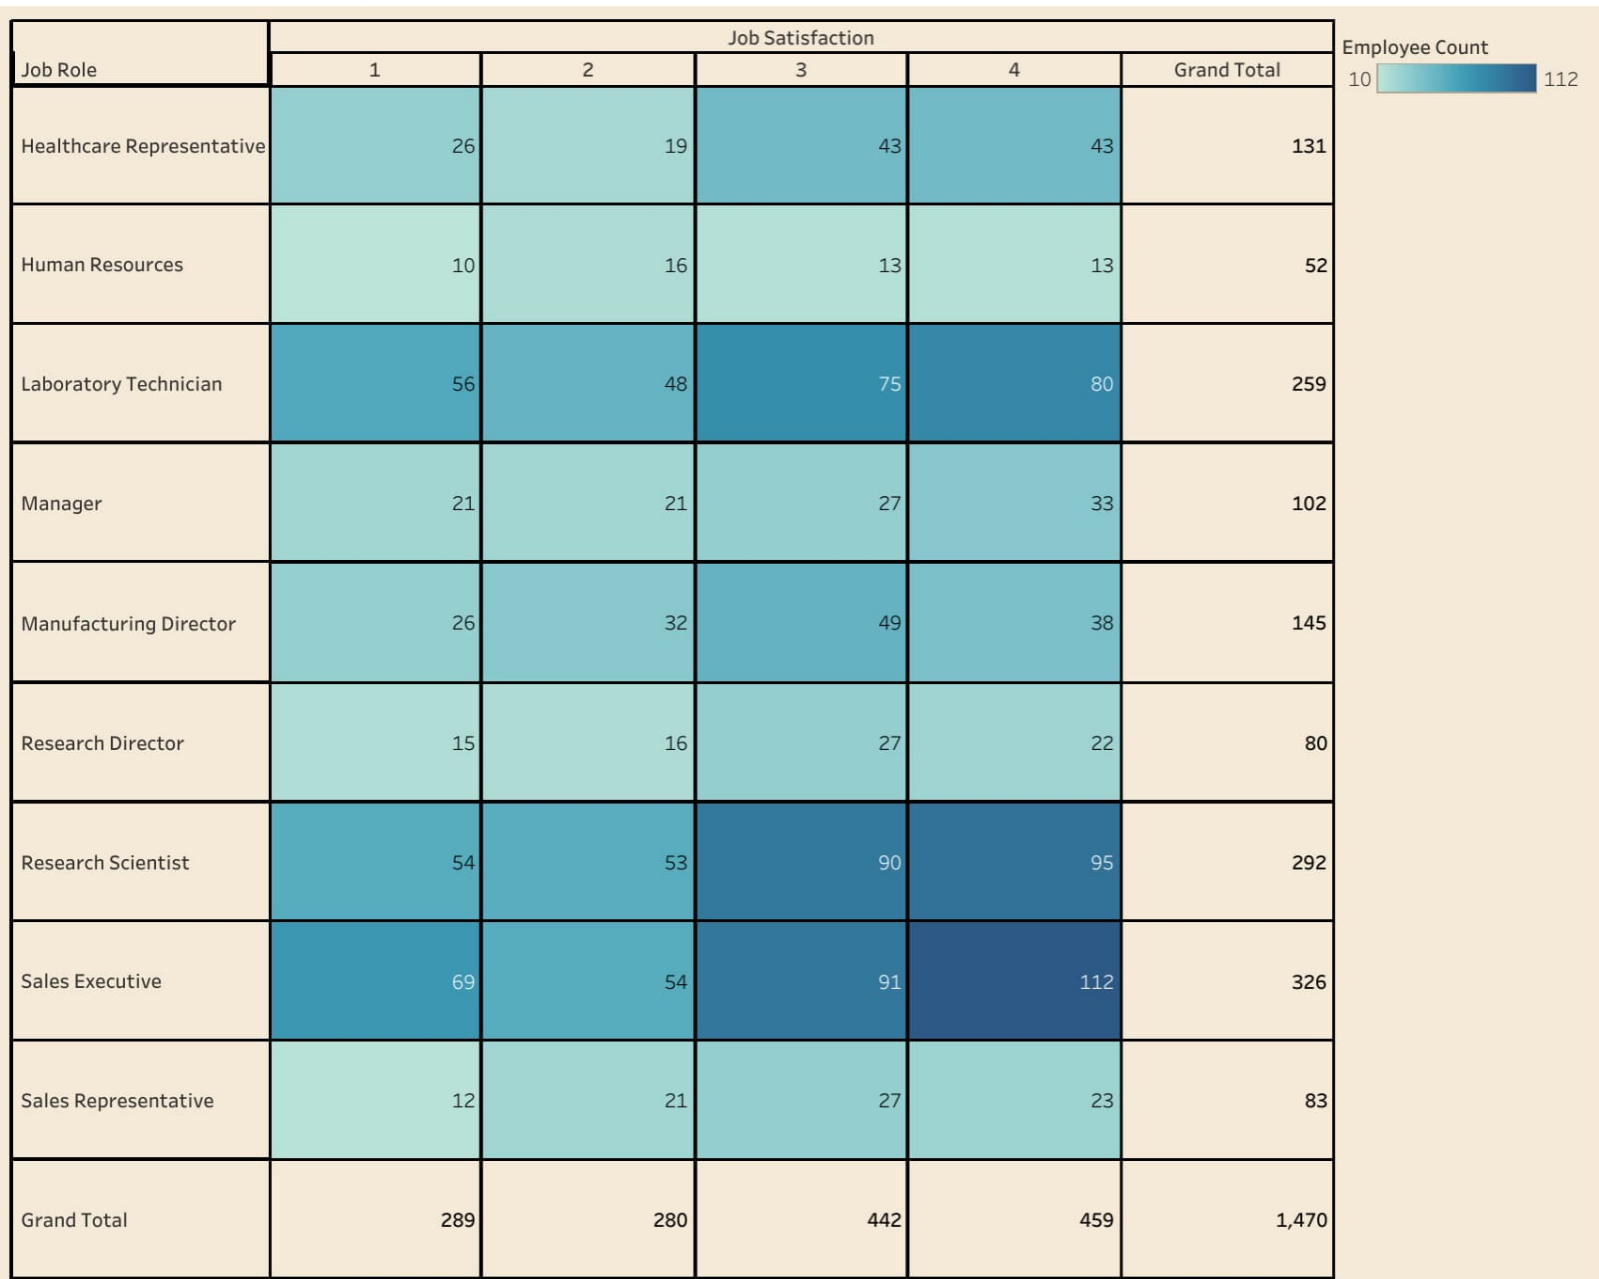 Job Satisfaction
Employee Count
Job Role 1 2 3 4 Grand Total
10 112
Healthcare Representative 26 19 43 43 131
Human Resources 10 16 13 13 52
Laboratory Technician 56 48 75 80 259
Manager 21 21 27 33 102
Manufacturing Director 26 32 49 38 145
Research Director 15 16 27 22 80
Research Scientist 54 53 90 95 292
Sales Executive 69 54 91 112 326
Sales Representative 12 21 27 23 83
Grand Total 289 280 442 459 1,470